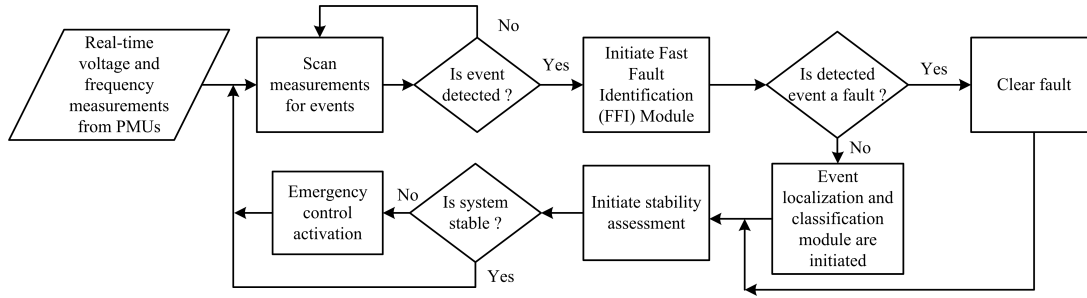 Real-time
voltage and
frequency
measurements
from PMUs
Scan
measurements
for events
No
Is event
detected ?
Yes
Initiate Fast
Fault
Identification
(FFI) Module
Is detected
event a fault ?
Yes
Clear fault
No
Event
localization and
classification
module are
initiated
Initiate stability
assessment
Is system
stable ?
No
Yes
Emergency
control
activation